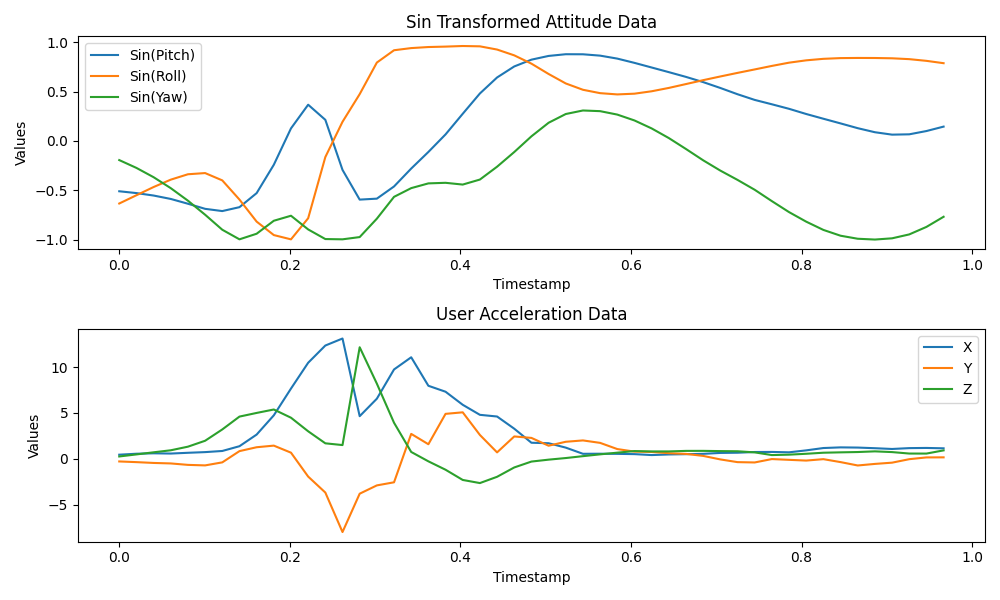 Sin Transformed Attitude Data
1.0
0.5
0.0
−0.5
−1.0
Values
Sin(Pitch)
Sin(Roll)
Sin(Yaw)
0.0 0.2 0.4 0.6 0.8 1.0
Timestamp
User Acceleration Data
10
5
0
−5
Values
X
Y
Z
0.0 0.2 0.4 0.6 0.8 1.0
Timestamp